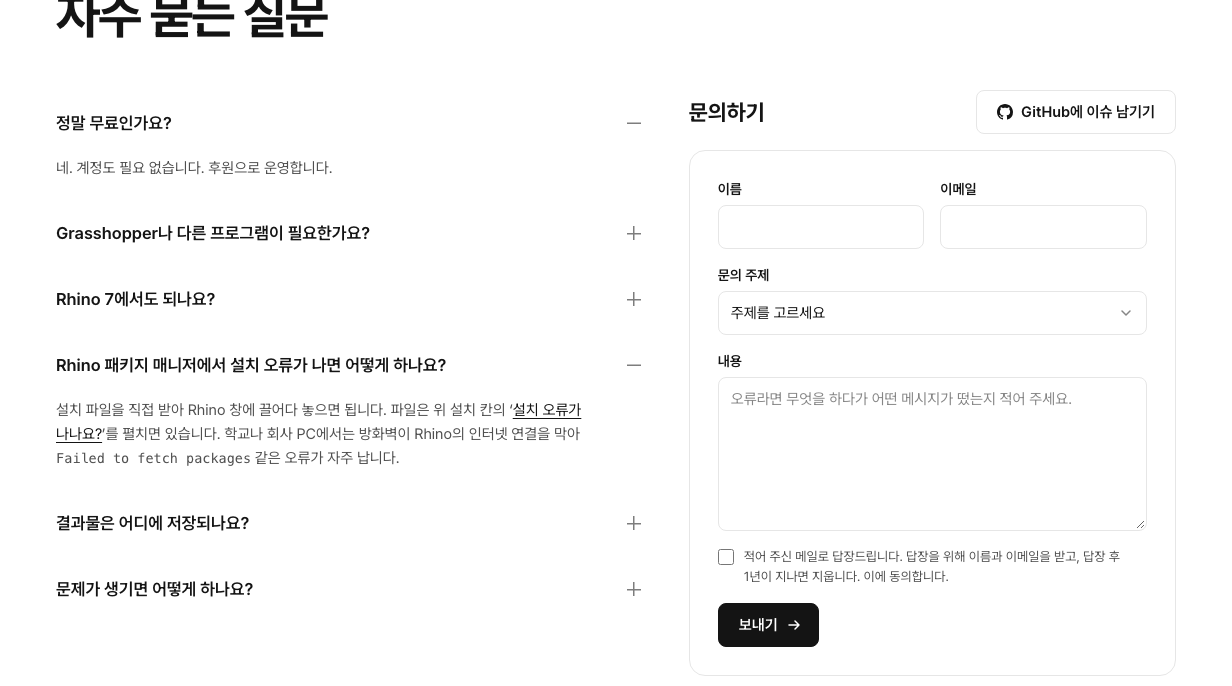 자주 묻는 질문
정말 무료인가요?
네. 계정도 필요 없습니다. 후원으로 운영합니다.
Grasshopper나 다른 프로그램이 필요한가요?
Rhino 7에서도 되나요?
Rhino 패키지 매니저에서 설치 오류가 나면 어떻게 하나요?
설치 파일을 직접 받아 Rhino 창에 끌어다 놓으면 됩니다. 파일은 위 설치 칸의 ‘설치 오류가
나나요?’를 펼치면 있습니다. 학교나 회사 PC에서는 방화벽이 Rhino의 인터넷 연결을 막아
Failed to fetch packages 같은 오류가 자주 납니다.
결과물은 어디에 저장되나요?
문제가 생기면 어떻게 하나요?
문의하기
GitHub에 이슈 남기기
이름
이메일
문의 주제
주제를 고르세요
내용
오류라면 무엇을 하다가 어떤 메시지가 떴는지 적어 주세요.
적어 주신 메일로 답장드립니다. 답장을 위해 이름과 이메일을 받고, 답장 후
1년이 지나면 지웁니다. 이에 동의합니다.
보내기 →